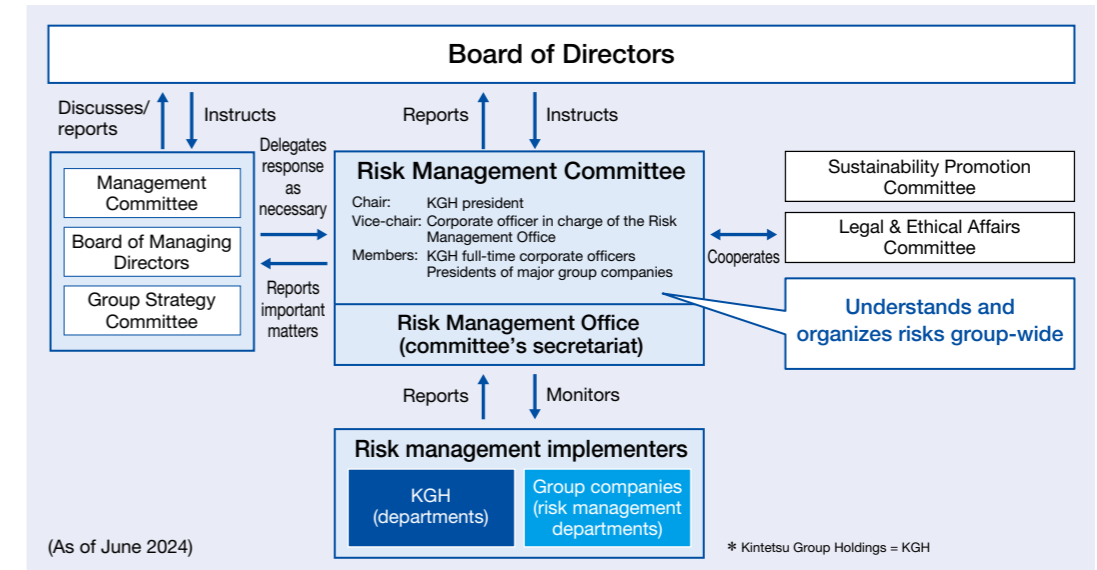 Board of Directors
Discusses/
reports
Instructs
Reports
Instructs
Delegates
response
as
necessary
Management
Committee
Board of Managing
Directors
Group Strategy
Committee
Reports
important
matters
Risk Management Committee
Chair: KGH president
Vice-chair: Corporate officer in charge of the Risk
Management Office
Members: KGH full-time corporate officers
Presidents of major group companies
Risk Management Office
(committee's secretariat)
Cooperates
Sustainability Promotion
Committee
Legal & Ethical Affairs
Committee
Understands and
organizes risks group-wide
Reports
Monitors
Risk management implementers
KGH
(departments)
Group companies
(risk management
departments)
(As of June 2024)
* Kintetsu Group Holdings = KGH